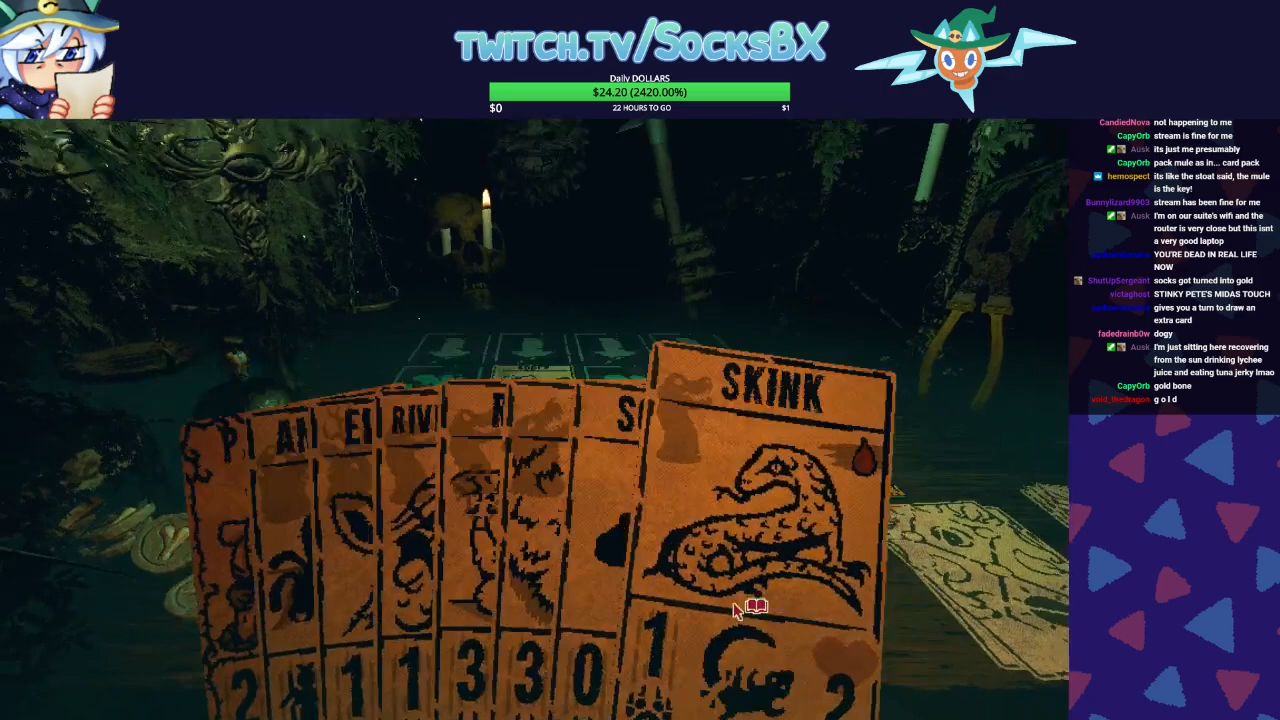 TWITCH.TV/SOCKSBX
Daily DOLLARS
$24.20 (2420.00%)
$0 22 HOURS TO GO $1
CandiedNova not happening to me
CapyOrb stream is fine for me
Ausk its just me presumably
CapyOrb pack mule as in... card pack
hemospect its like the stoat said, the mule
is the key!
Bunnylizard9903 stream has been fine for me
Ausk I'm on our suite's wifi and the
router is very close but this isnt
a very good laptop
YOU'RE DEAD IN REAL LIFE
NOW
ShutUpSergeant socks got turned into gold
victaghost STINKY PETE'S MIDAS TOUCH
gives you a turn to draw an
extra card
fadedrainb0w dogy
Ausk I'm just sitting here recovering
from the sun drinking lychee
juice and eating tuna jerky lmao
CapyOrb gold bone
void_thedragon g o l d
SKINK
P
AN
EL
RIV
R
S
2
1
1
3
3
0
1
2